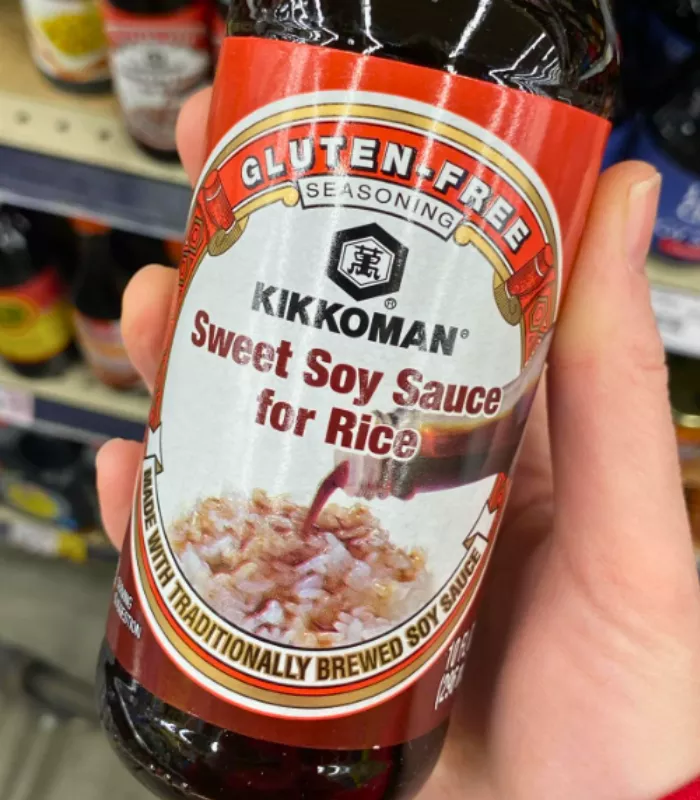 GLUTEN-FREE
SEASONING
萬
KIKKOMAN®
Sweet Soy Sauce
for Rice
MADE WITH TRADITIONALLY BREWED SOY SAUCE